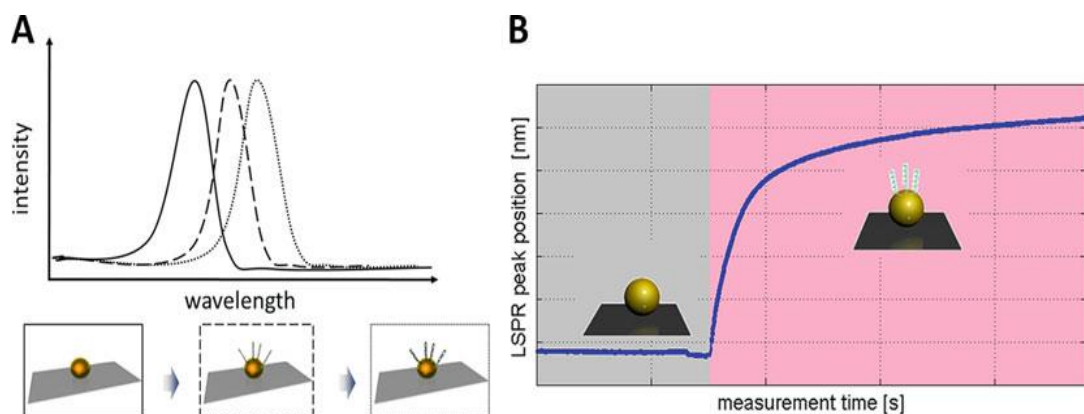 A
intensity
wavelength
B
LSPR peak position [nm]
measurement time [s]